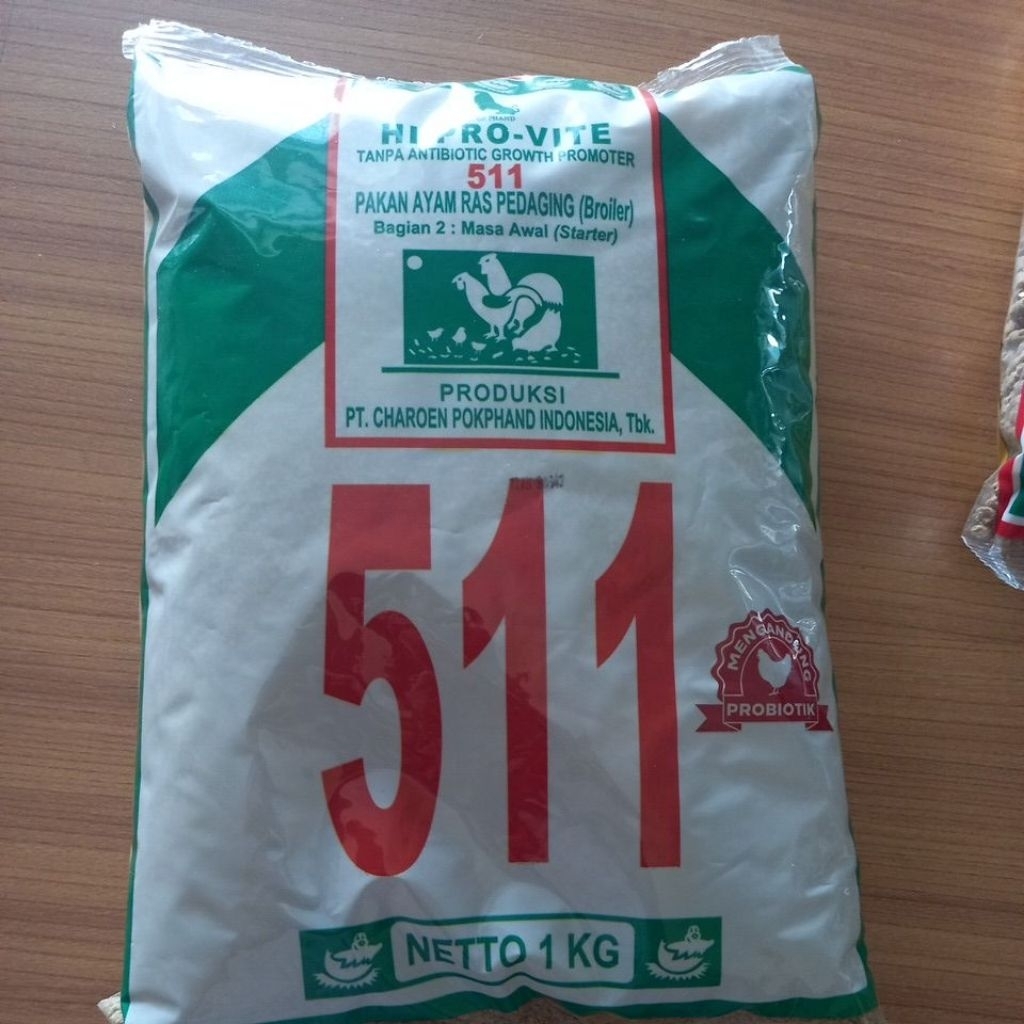 HI-PRO-VITE
TANPA ANTIBIOTIC GROWTH PROMOTER
511
PAKAN AYAM RAS PEDAGING (Broiler)
Bagian 2 : Masa Awal (Starter)
PRODUKSI
PT. CHAROEN POKPHAND INDONESIA, Tbk.
511
MENGANDUNG
PROBIOTIK
NETTO 1 KG